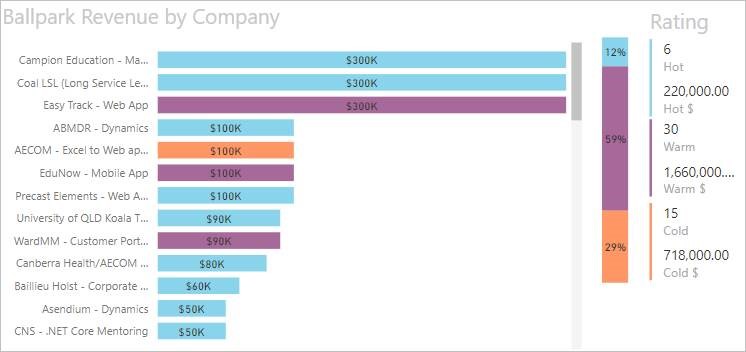 Ballpark Revenue by Company
Campion Education - Ma... $300K
Coal LSL (Long Service Le... $300K
Easy Track - Web App $300K
ABMDR - Dynamics $100K
AECOM - Excel to Web ap... $100K
EduNow - Mobile App $100K
Precast Elements - Web A... $100K
University of QLD Koala T... $90K
WardMM - Customer Port... $90K
Canberra Health/AECOM ... $80K
Baillieu Holst - Corporate ... $60K
Asendium - Dynamics $50K
CNS - .NET Core Mentoring $50K
Rating
12%
59%
29%
6
Hot
220,000.00
Hot $
30
Warm
1,660,000....
Warm $
15
Cold
718,000.00
Cold $